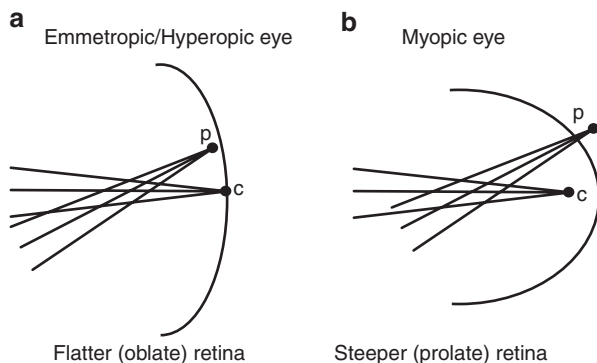 a
Emmetropic/Hyperopic eye
p
c
Flatter (oblate) retina
b
Myopic eye
p
c
Steeper (prolate) retina